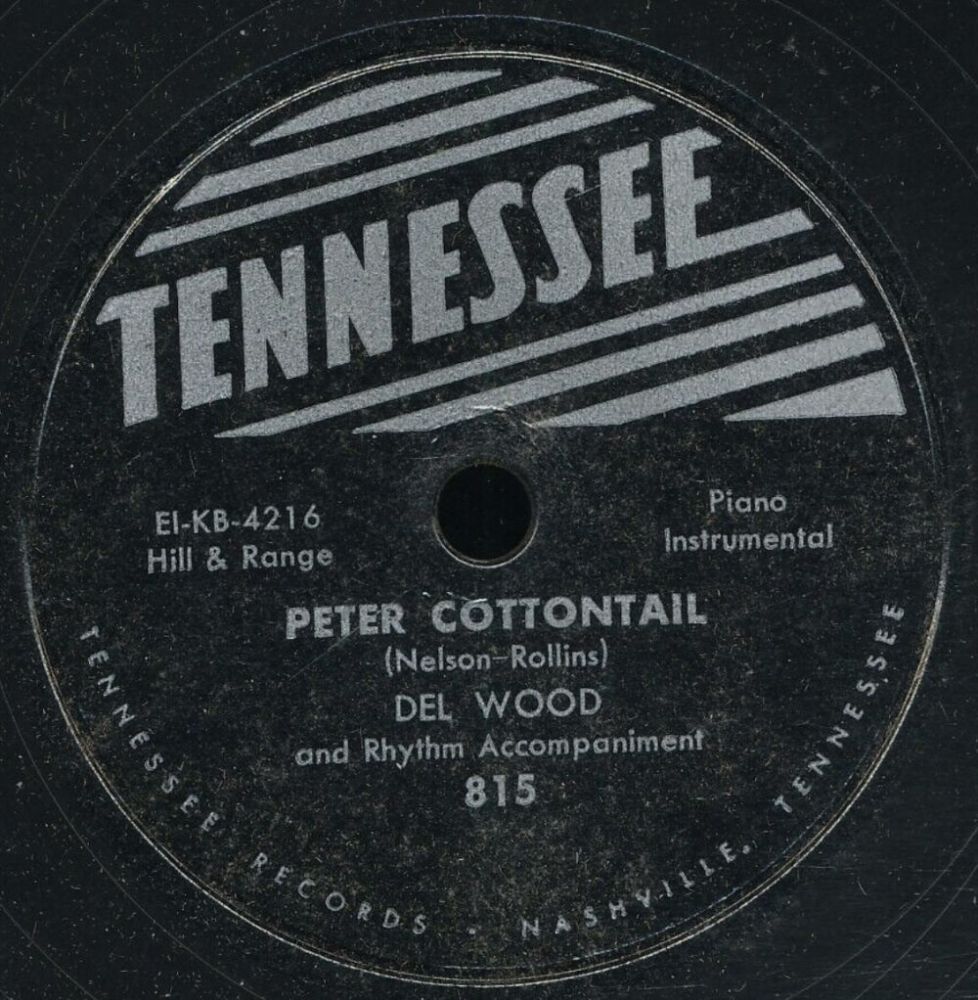 TENNESSEE
EI-KB-4216
Hill & Range
Piano
Instrumental
PETER COTTONTAIL
(Nelson-Rollins)
DEL WOOD
and Rhythm Accompaniment
815
TENNESSEE RECORDS . NASHVILLE, TENNESSEE